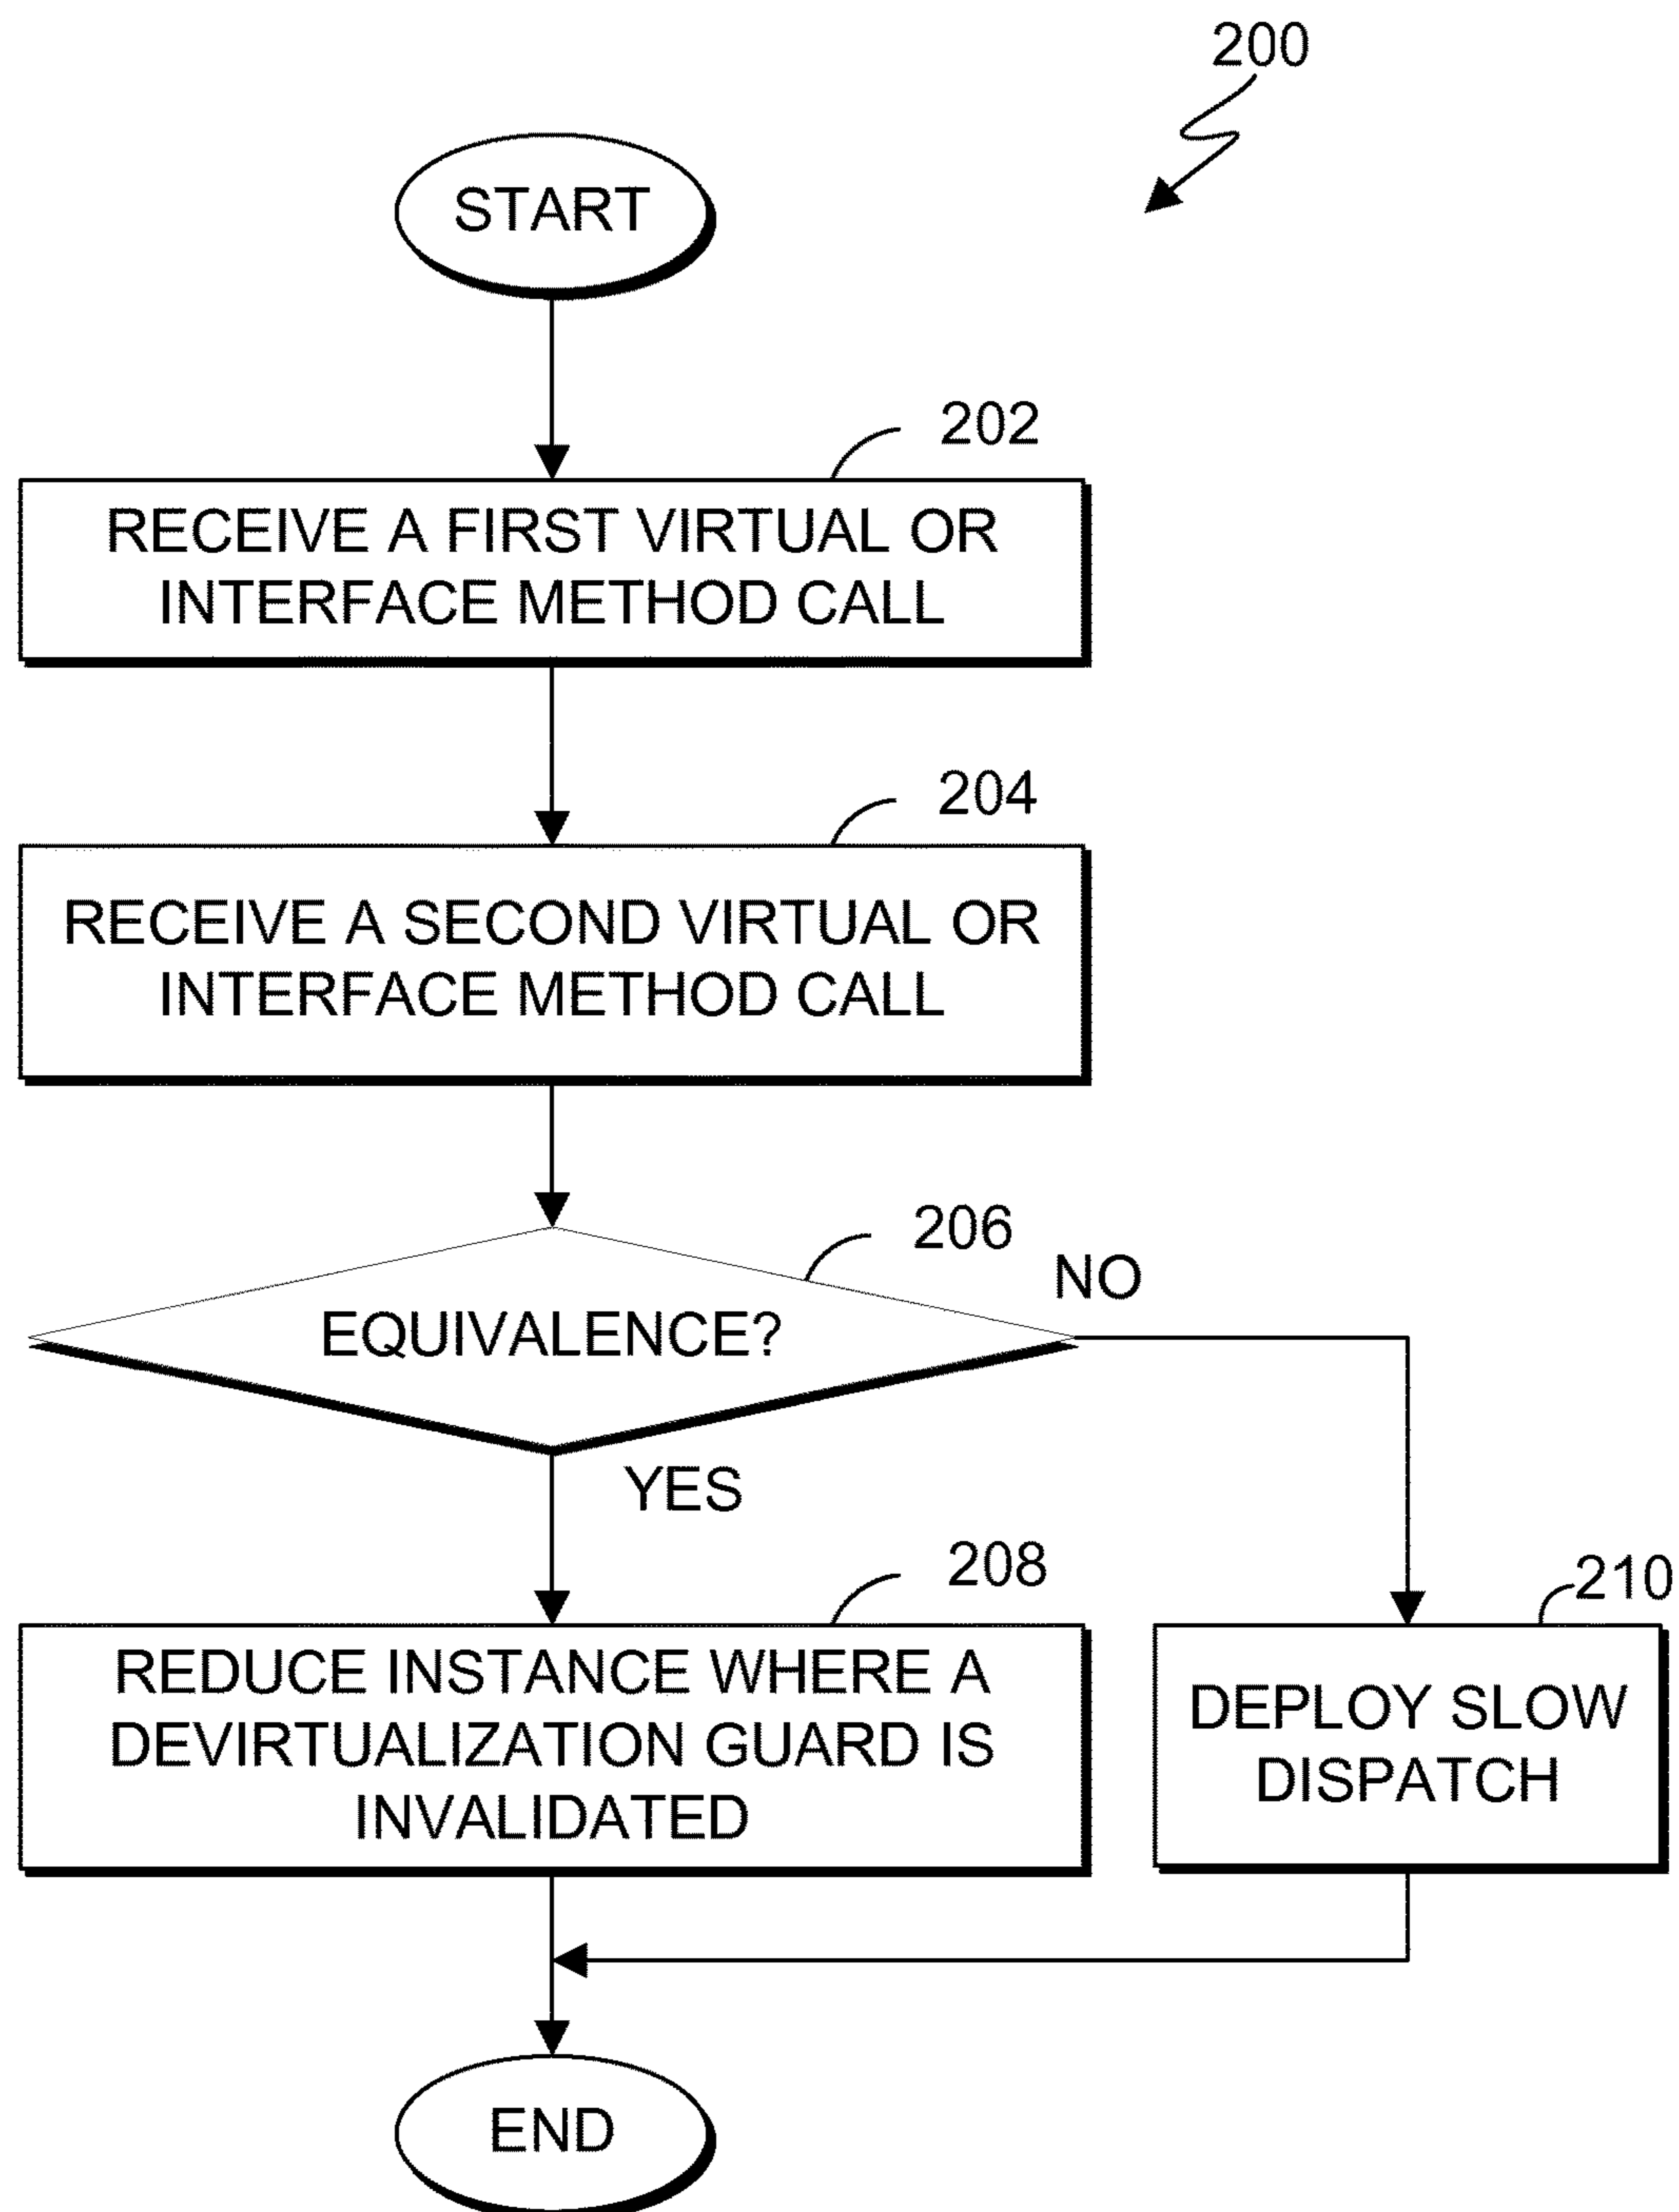 200
START
202
RECEIVE A FIRST VIRTUAL OR
INTERFACE METHOD CALL
204
RECEIVE A SECOND VIRTUAL OR
INTERFACE METHOD CALL
206
NO
EQUIVALENCE?
YES
208
210
REDUCE INSTANCE WHERE A
DEVIRTUALIZATION GUARD IS
INVALIDATED
DEPLOY SLOW
DISPATCH
END